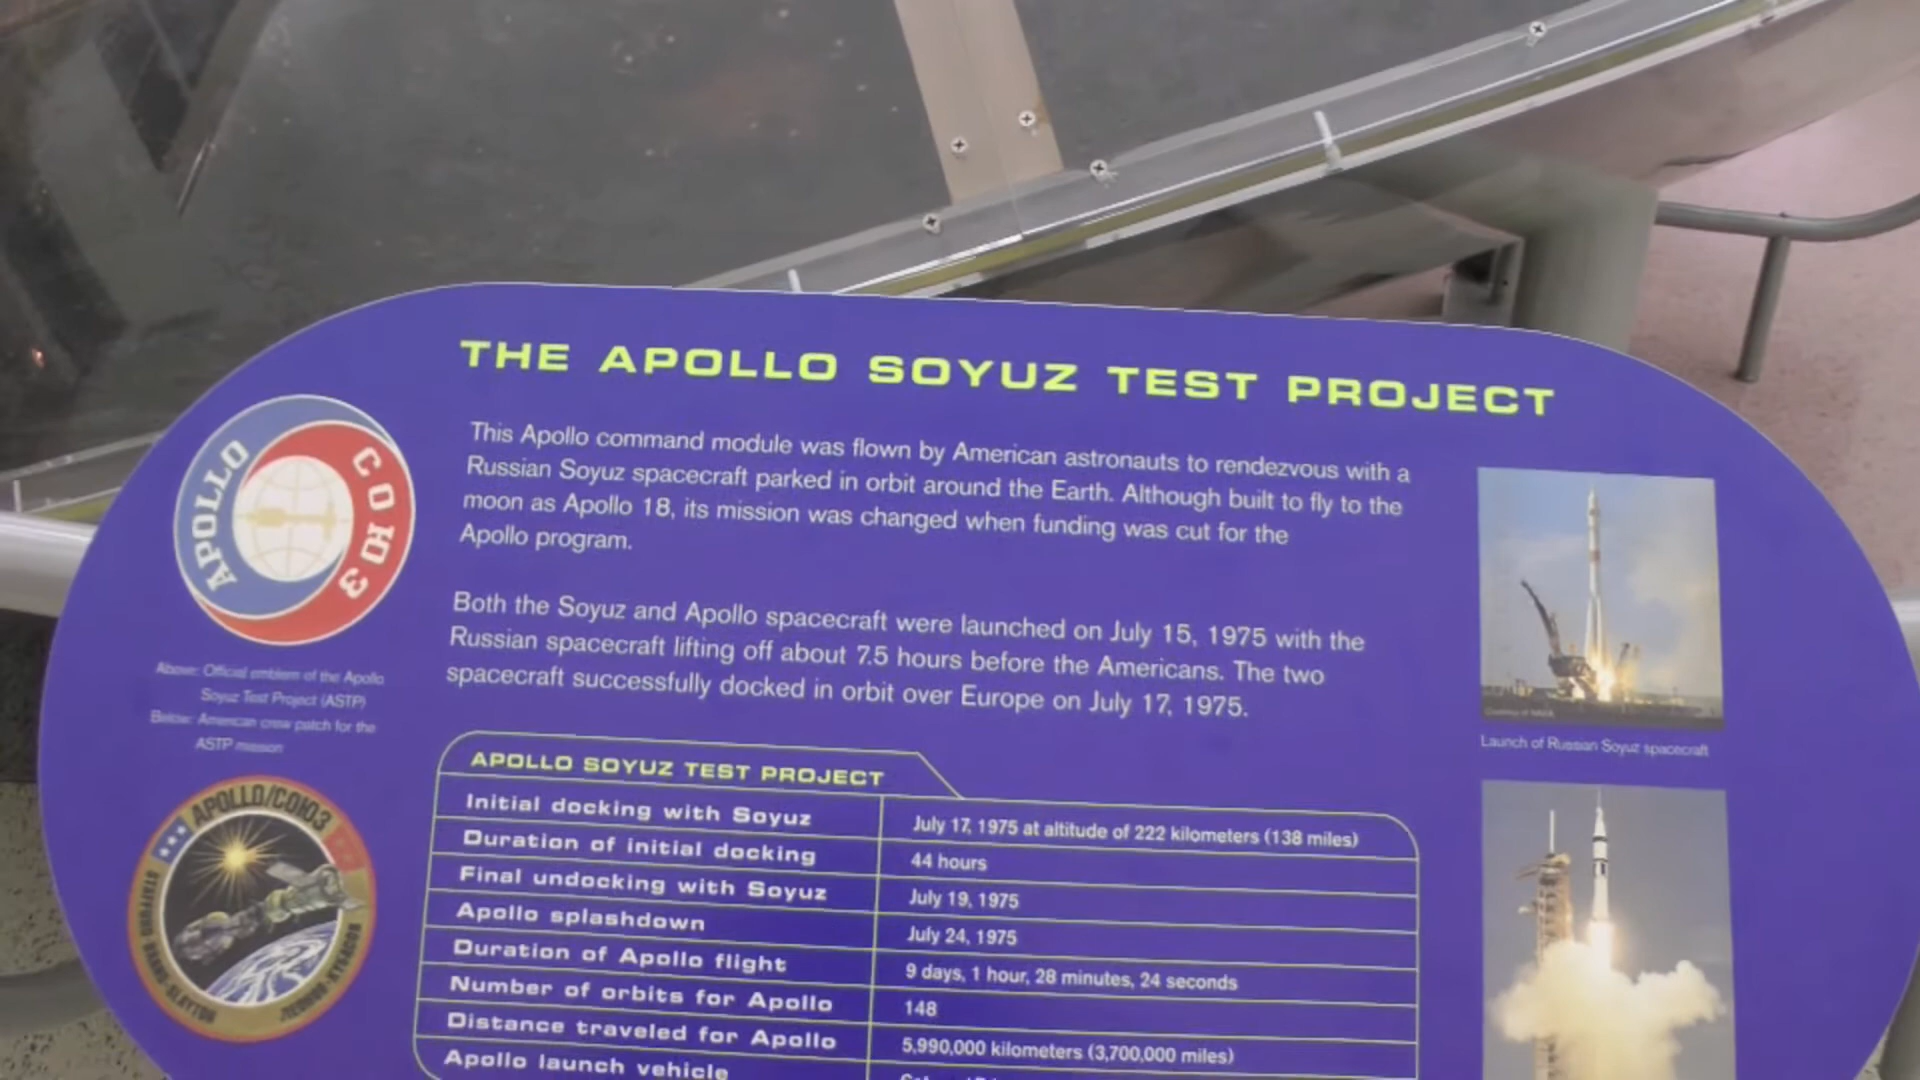 THE APOLLO SOYUZ TEST PROJECT
This Apollo command module was flown by American astronauts to rendezvous with a
Russian Soyuz spacecraft parked in orbit around the Earth. Although built to fly to the
moon as Apollo 18, its mission was changed when funding was cut for the
Apollo program.
Both the Soyuz and Apollo spacecraft were launched on July 15, 1975 with the
Russian spacecraft lifting off about 7.5 hours before the Americans. The two
spacecraft successfully docked in orbit over Europe on July 17, 1975.
APOLLO
СОЮЗ
Above: Official emblem of the Apollo
Soyuz Test Project (ASTP)
Below: American crew patch for the
ASTP mission
APOLLO/СОЮЗ
STAFFORD·BRAND·SLAYTON
APOLLO SOYUZ TEST PROJECT
Initial docking with Soyuz July 17, 1975 at altitude of 222 kilometers (138 miles)
Duration of initial docking 44 hours
Final undocking with Soyuz July 19, 1975
Apollo splashdown July 24, 1975
Duration of Apollo flight 9 days, 1 hour, 28 minutes, 24 seconds
Number of orbits for Apollo 148
Distance traveled for Apollo 5,990,000 kilometers (3,700,000 miles)
Apollo launch vehicle
Courtesy of NASA
Launch of Russian Soyuz spacecraft